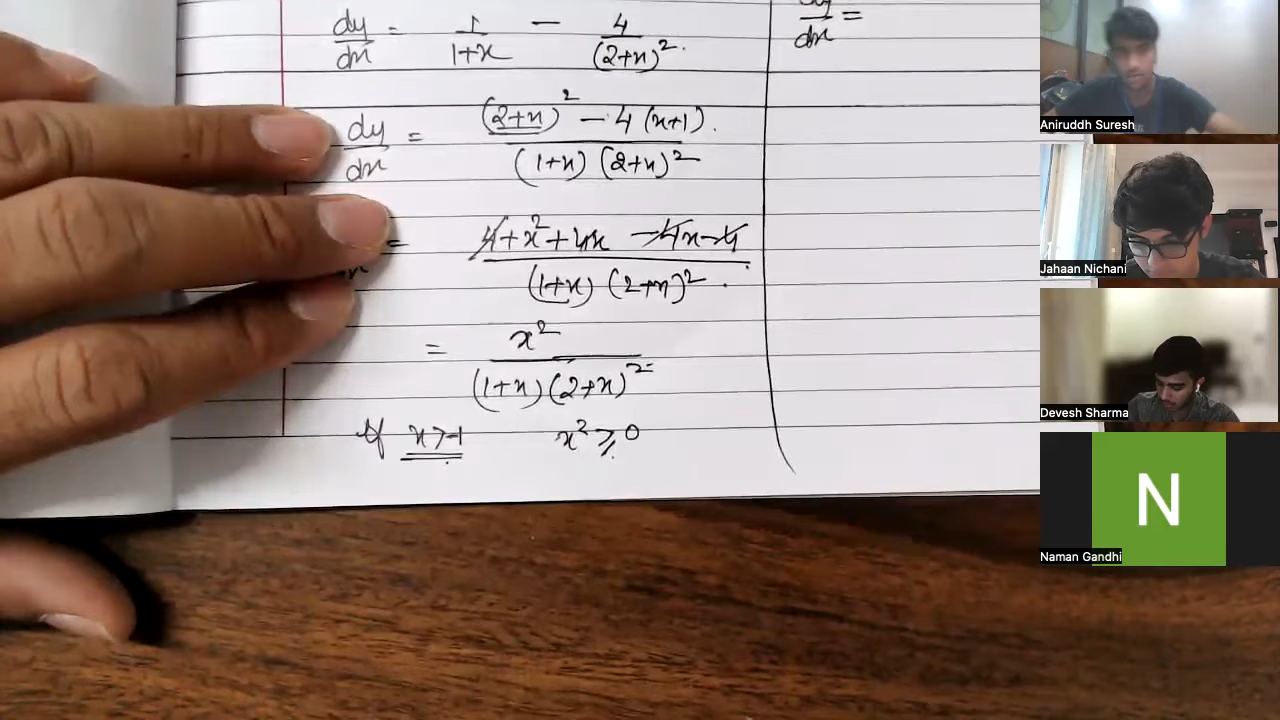 dy/dx = 1/(1+x) − 4/(2+x)².
dy/dx = ((2+x)² − 4(x+1).)/((1+x)(2+x)²)
= (4+x²+4x −4x−4)/((1+x)(2+x)²).
= x²/((1+x)(2+x)²)
If x>-1 x² ≥ 0
dy/dx =
Aniruddh Suresh
Jahaan Nichani
Devesh Sharma
N
Naman Gandhi